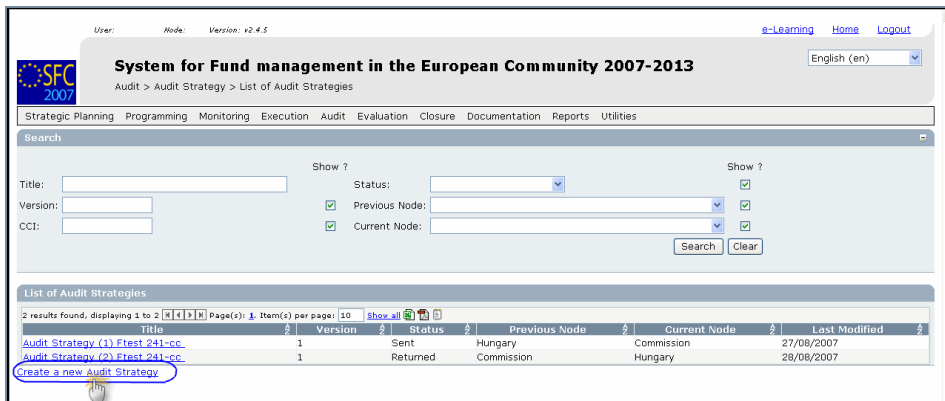 User: Node: Version: v2.4.5 e-Learning Home Logout
SFC 2007
System for Fund management in the European Community 2007-2013
English (en)
Audit > Audit Strategy > List of Audit Strategies
Strategic Planning Programming Monitoring Execution Audit Evaluation Closure Documentation Reports Utilities
Search
Show ? Show ?
Title: Status:
Version: Previous Node:
CCI: Current Node:
Search Clear
List of Audit Strategies
2 results found, displaying 1 to 2 Page(s): 1. Item(s) per page: 10 Show all
Title Version Status Previous Node Current Node Last Modified
Audit Strategy (1) Ftest 241-cc 1 Sent Hungary Commission 27/08/2007
Audit Strategy (2) Ftest 241-cc 1 Returned Commission Hungary 28/08/2007
Create a new Audit Strategy